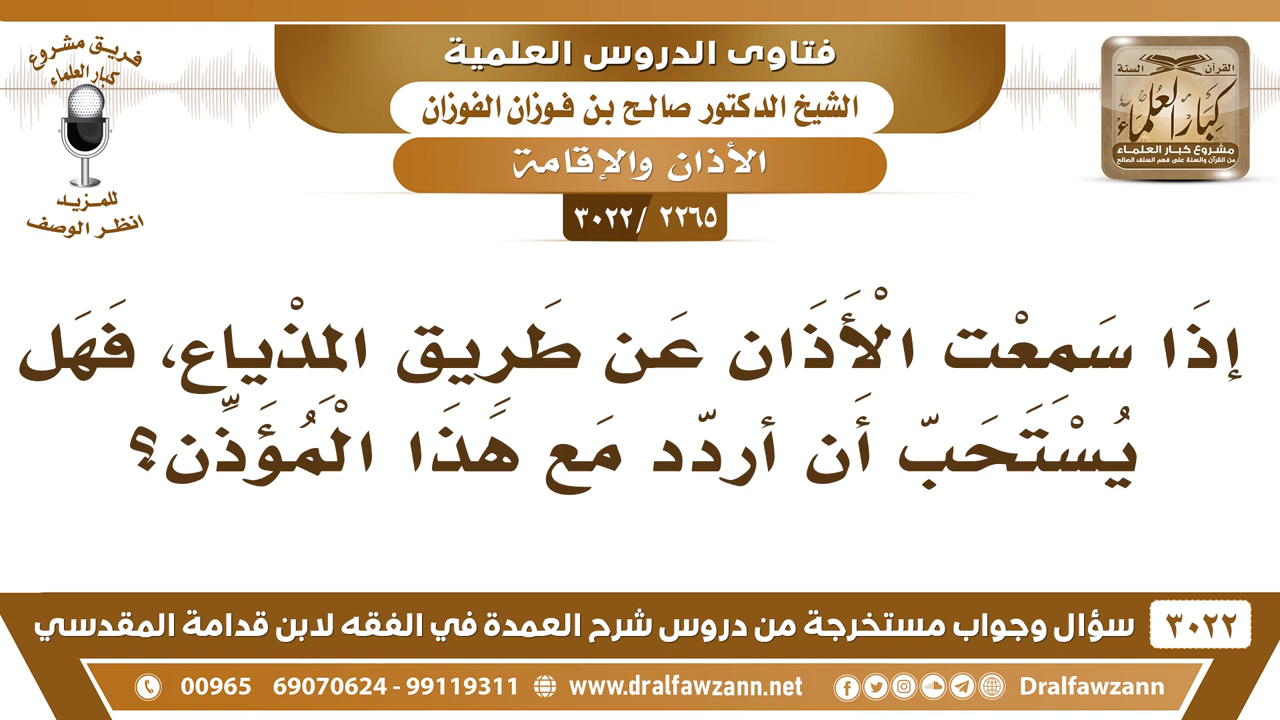 فريق مشروع
كبار العلماء
للمزيد
انظر الوصف
فتاوى الدروس العلمية
الشيخ الدكتور صالح بن فوزان الفوزان
الأذان والإقامة
٢٢٦٥ / ٣٠٢٢
القرآن السنة
كبار العلماء
مشروع كبار العلماء
من القرآن والسنة على فهم السلف الصالح
إِذَا سَمعْت الْأَذَان عَن طَرِيق المذْياع، فَهَل
يُسْتَحَبّ أَن أردّد مَع هَذَا الْمُؤَذِّن؟
٣٠٢٢ سؤال وجواب مستخرجة من دروس شرح العمدة في الفقه لابن قدامة المقدسي
00965 69070624 - 99119311 www.dralfawzann.net Dralfawzann